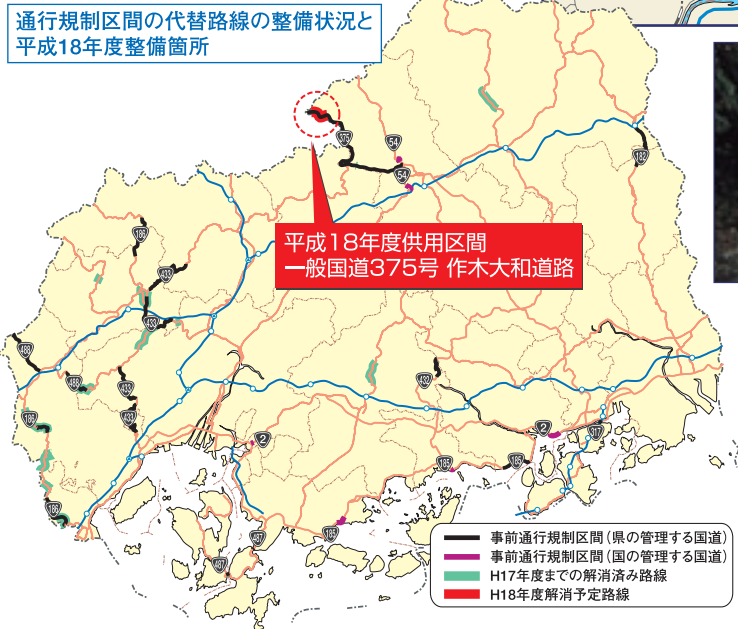 通行規制区間の代替路線の整備状況と
平成18年度整備箇所
375
54
54
182
平成18年度供用区間
一般国道375号 作木大和道路
186
433
433
488
488
433
433
432
186
186
2
2
317
185
185
185
487
487
事前通行規制区間(県の管理する国道)
事前通行規制区間(国の管理する国道)
H17年度までの解消済み路線
H18年度解消予定路線